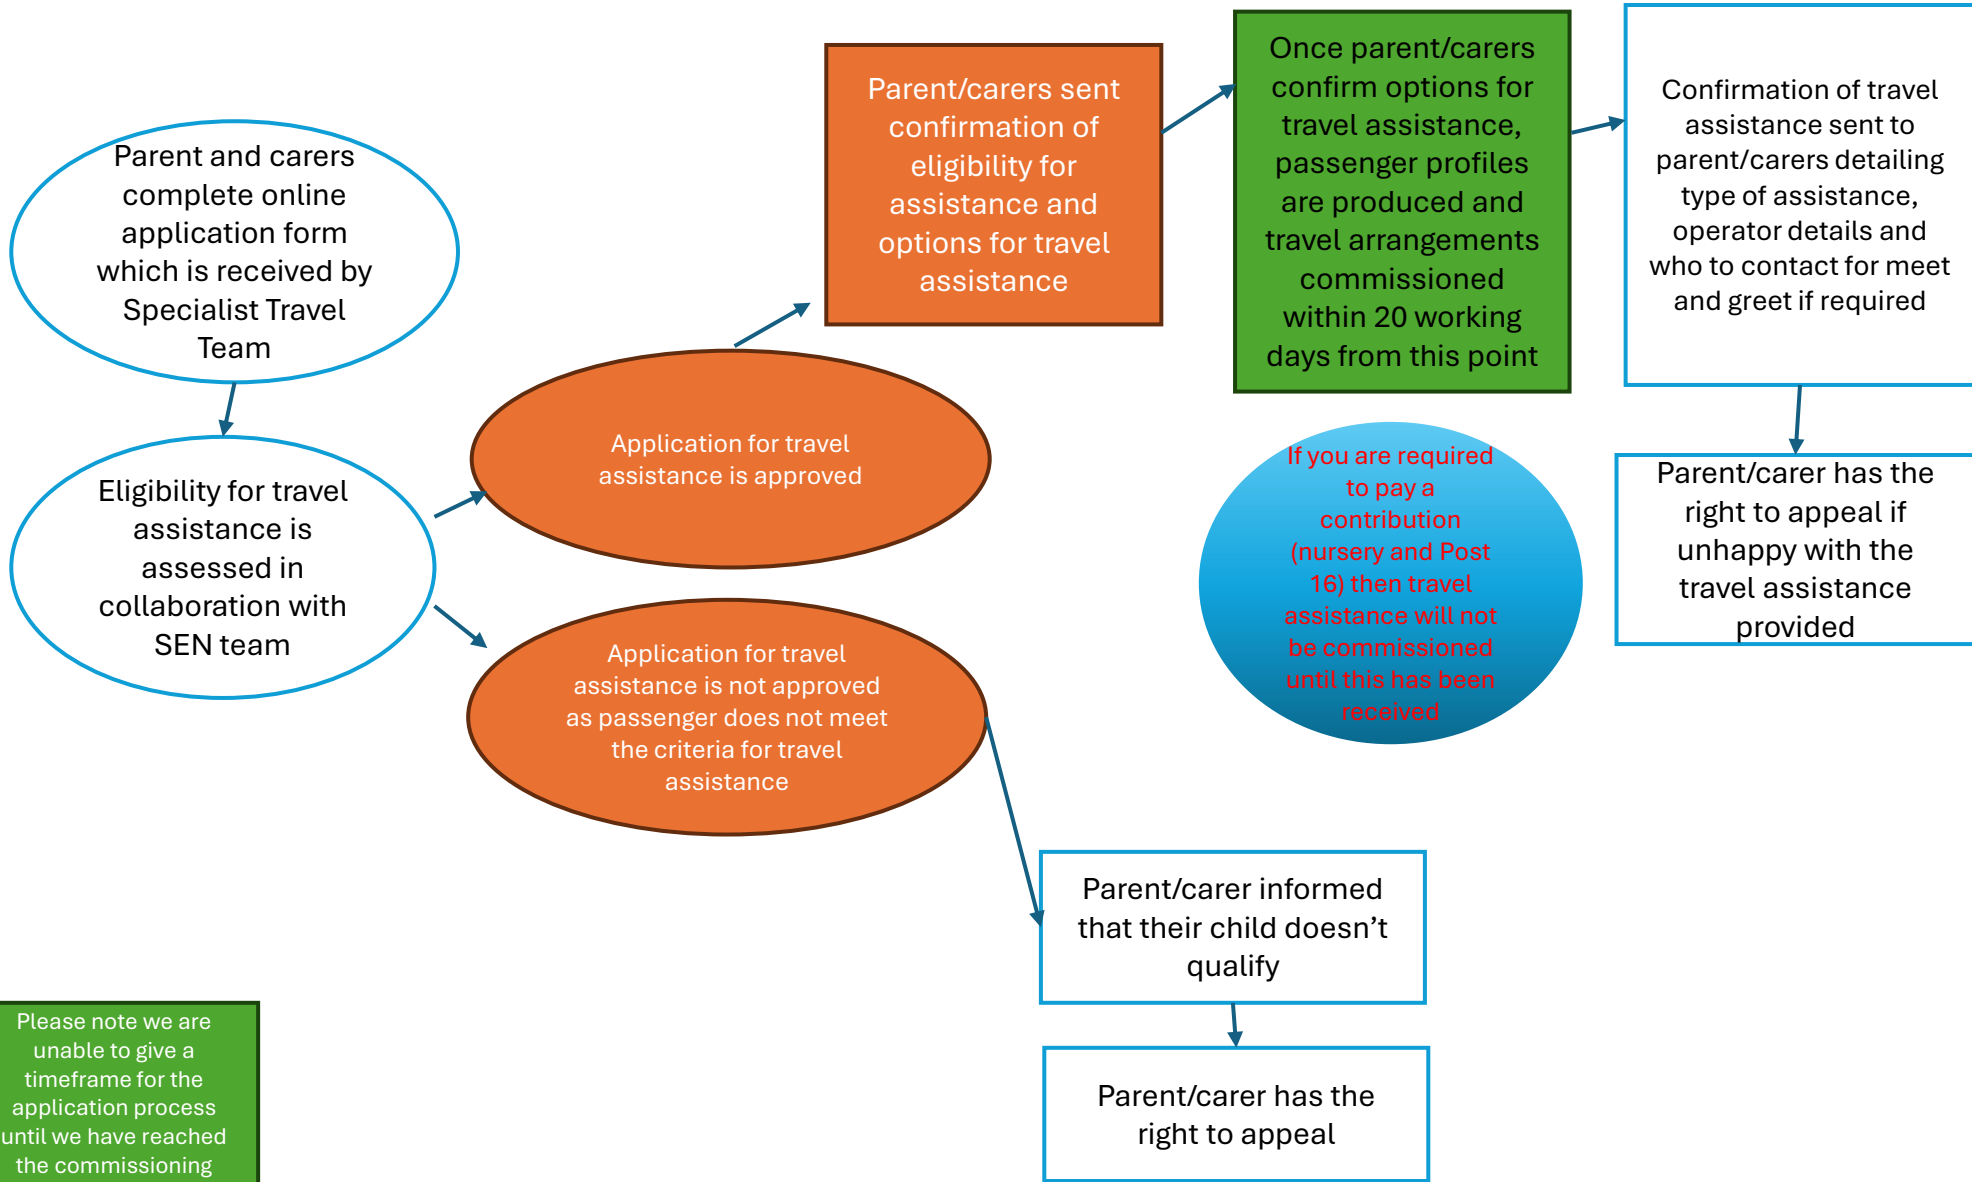 Parent and carers
complete online
application form
which is received by
Specialist Travel
Team
Eligibility for travel
assistance is
assessed in
collaboration with
SEN team
Application for travel
assistance is approved
Parent/carers sent
confirmation of
eligibility for
assistance and
options for travel
assistance
Once parent/carers
confirm options for
travel assistance,
passenger profiles
are produced and
travel arrangements
commissioned
within 20 working
days from this point
Confirmation of travel
assistance sent to
parent/carers detailing
type of assistance,
operator details and
who to contact for meet
and greet if required
Parent/carer has the
right to appeal if
unhappy with the
travel assistance
provided
If you are required
to pay a
contribution
(nursery and Post
16) then travel
assistance will not
be commissioned
until this has been
received
Application for travel
assistance is not approved
as passenger does not meet
the criteria for travel
assistance
Parent/carer informed
that their child doesn’t
qualify
Parent/carer has the
right to appeal
Please note we are
unable to give a
timeframe for the
application process
until we have reached
the commissioning